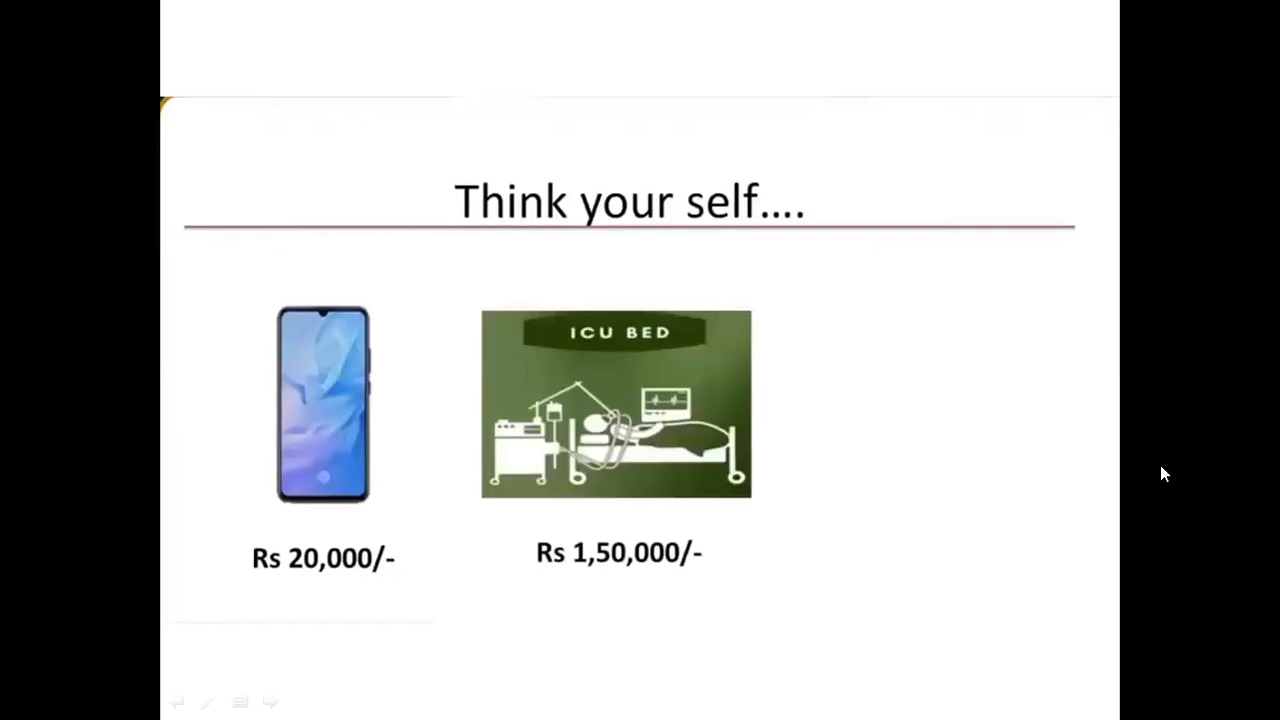 Think your self....
ICU BED
Rs 20,000/-
Rs 1,50,000/-